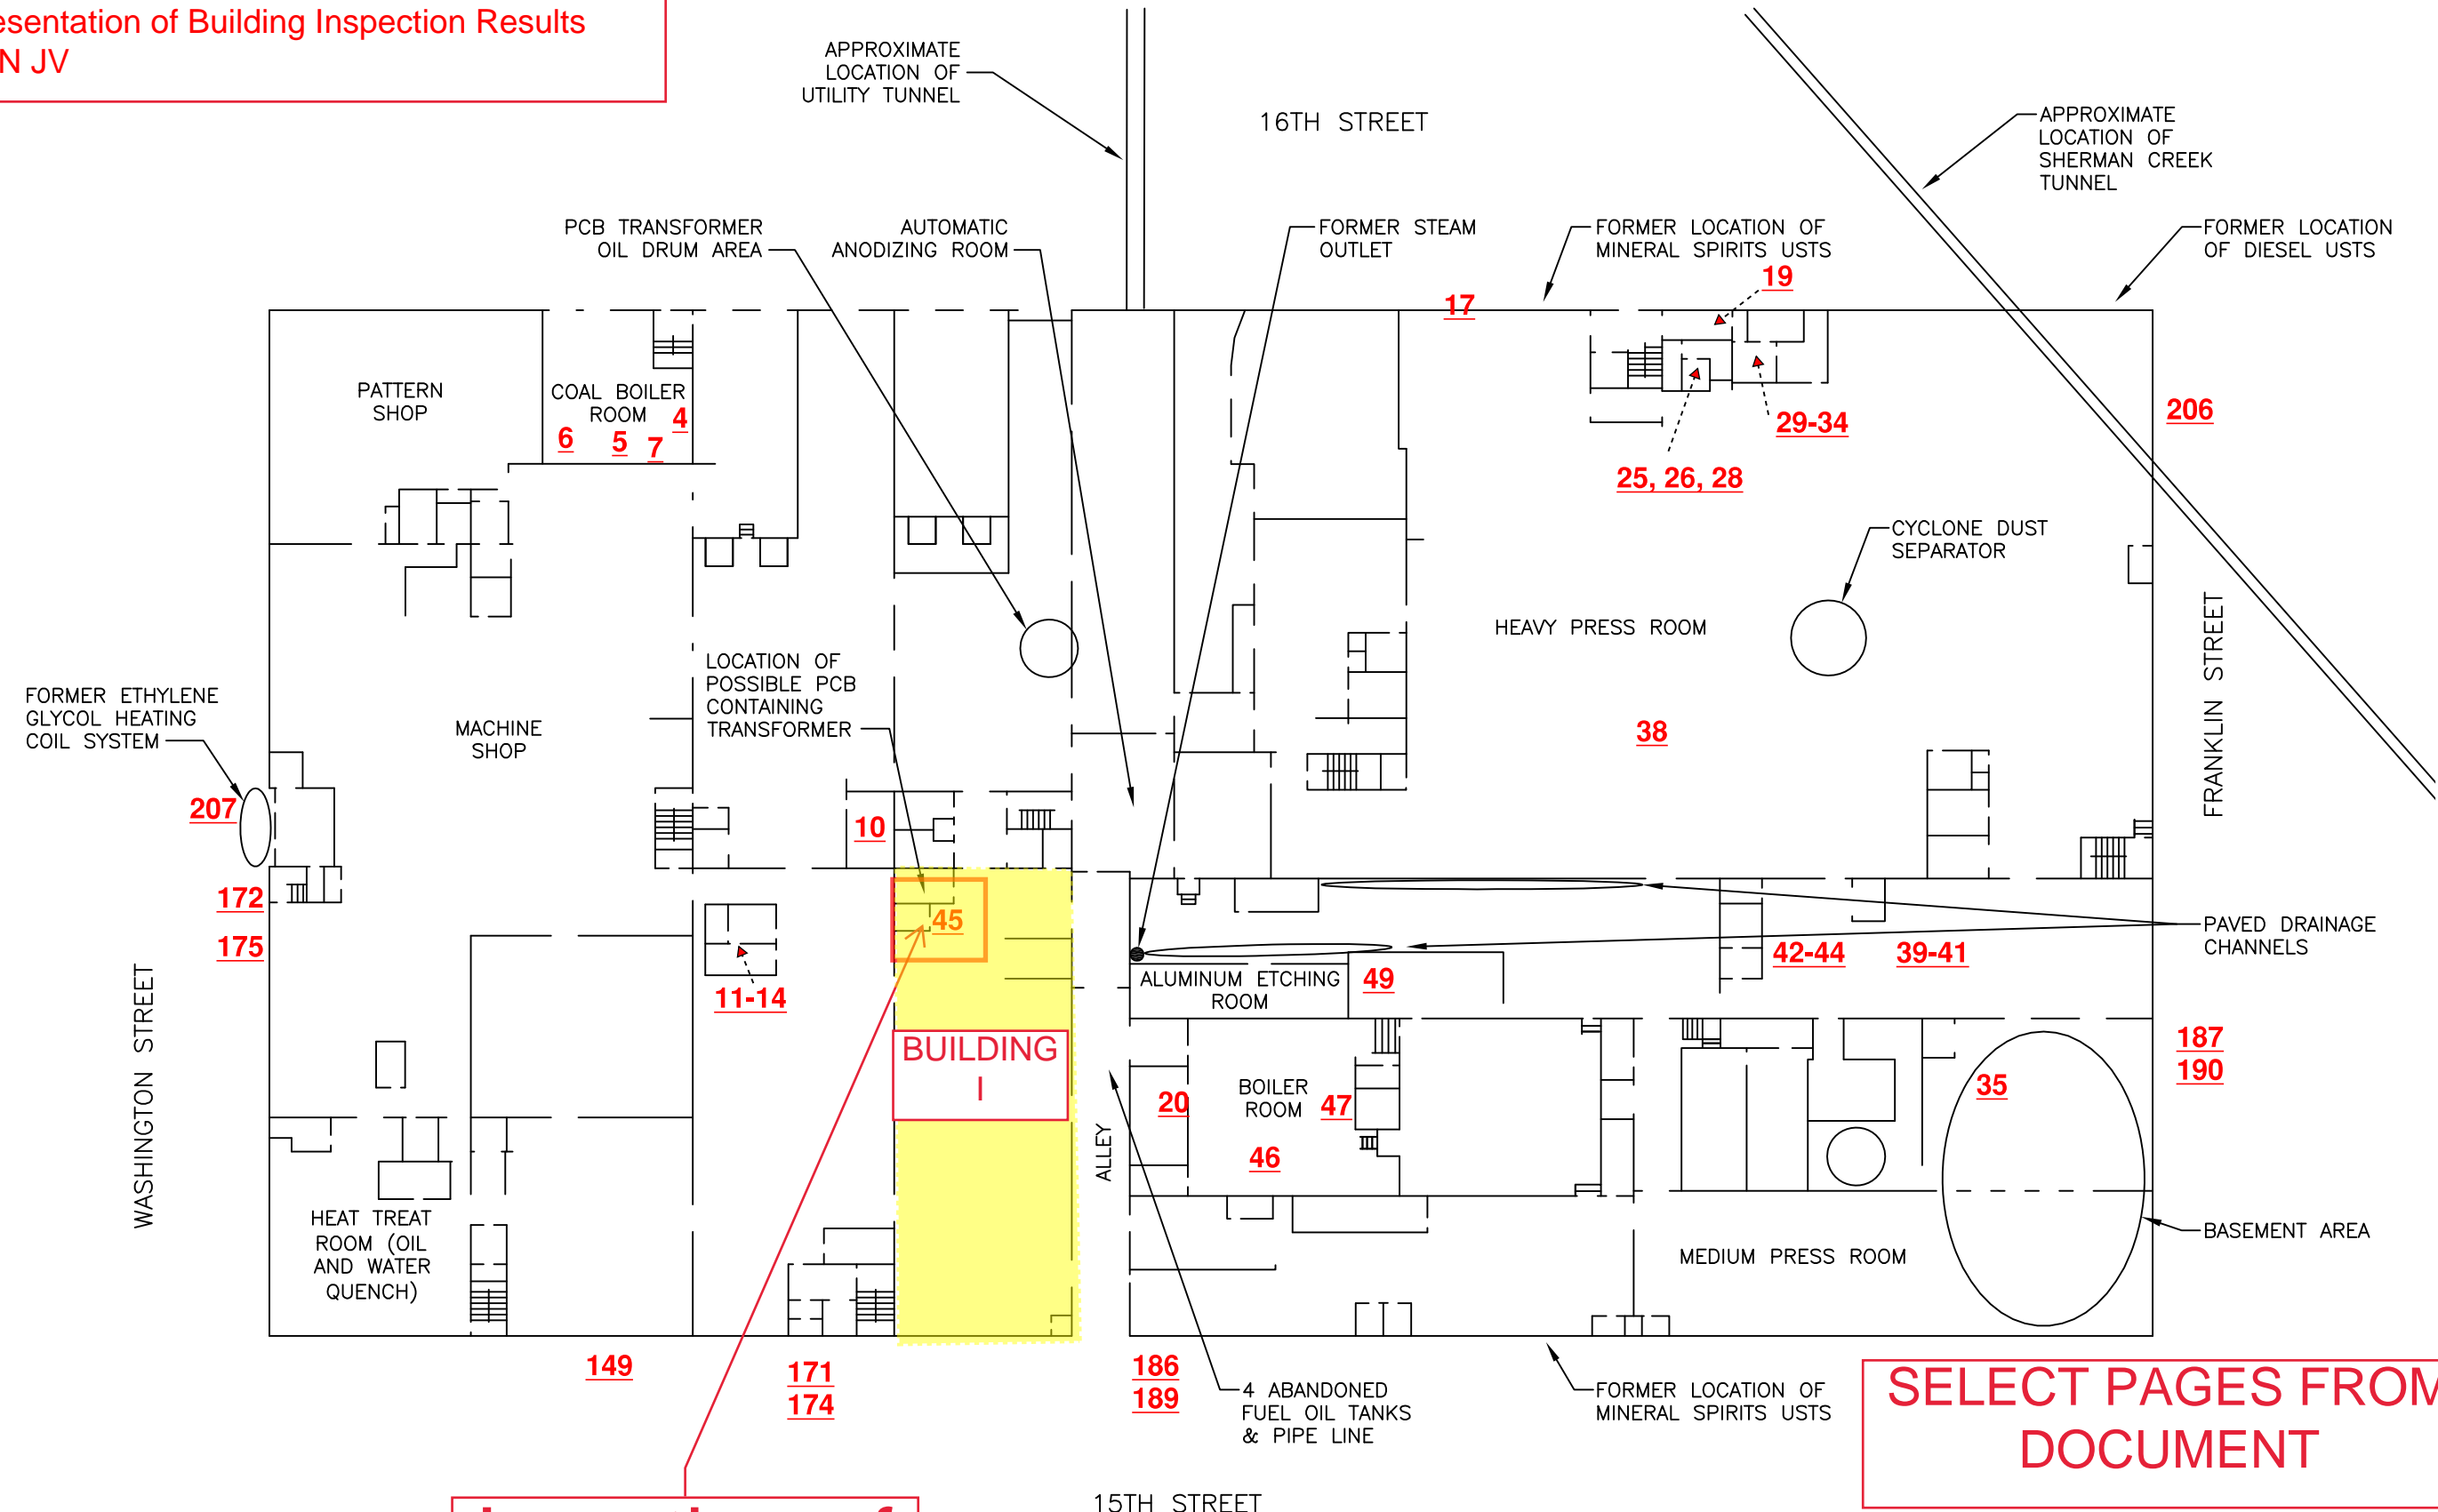 esentation of Building Inspection Results
N JV
APPROXIMATE
LOCATION OF
UTILITY TUNNEL
16TH STREET
APPROXIMATE
LOCATION OF
SHERMAN CREEK
TUNNEL
PCB TRANSFORMER
OIL DRUM AREA
AUTOMATIC
ANODIZING ROOM
FORMER STEAM
OUTLET
FORMER LOCATION OF
MINERAL SPIRITS USTS
FORMER LOCATION
OF DIESEL USTS
19
17
PATTERN
SHOP
COAL BOILER
ROOM
4
6
5
7
29-34
206
25, 26, 28
CYCLONE DUST
SEPARATOR
HEAVY PRESS ROOM
FRANKLIN STREET
LOCATION OF
POSSIBLE PCB
CONTAINING
TRANSFORMER
FORMER ETHYLENE
GLYCOL HEATING
COIL SYSTEM
MACHINE
SHOP
38
207
10
172
175
45
11-14
PAVED DRAINAGE
CHANNELS
42-44
39-41
ALUMINUM ETCHING
ROOM
49
WASHINGTON STREET
BUILDING
I
187
190
BOILER
ROOM
20
47
35
46
ALLEY
HEAT TREAT
ROOM (OIL
AND WATER
QUENCH)
MEDIUM PRESS ROOM
BASEMENT AREA
149
171
174
186
189
4 ABANDONED
FUEL OIL TANKS
& PIPE LINE
FORMER LOCATION OF
MINERAL SPIRITS USTS
SELECT PAGES FROM
DOCUMENT
15TH STREET